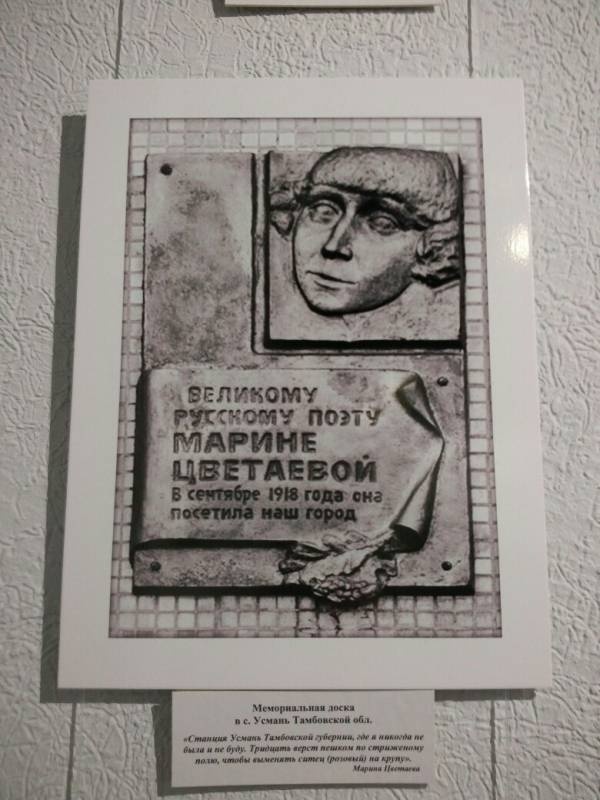 ВЕЛИКОМУ
РУССКОМУ ПОЭТУ
МАРИНЕ
ЦВЕТАЕВОЙ
В сентябре 1918 года она
посетила наш город
Мемориальная доска
в с. Усмань Тамбовской обл.
«Станция Усмань Тамбовской губернии, где я никогда не
была и не буду. Тридцать верст пешком по стриженому
полю, чтобы выменять ситец (розовый) на крупу».
Марина Цветаева